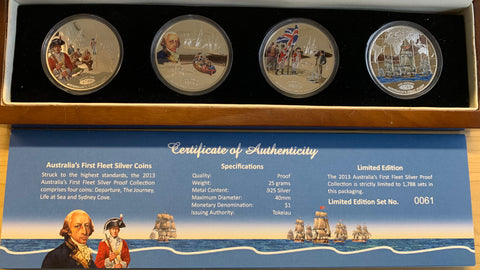 Certificate of Authenticity
Australia's First Fleet Silver Coins
Struck to the highest standards, the 2013
Australia's First Fleet Silver Proof Collection
comprises four coins: Departure, The Journey,
Life at Sea and Sydney Cove.
Specifications
Quality: Proof
Weight: 25 grams
Metal Content: .925 Silver
Maximum Diameter: 40mm
Monetary Denomination: $1
Issuing Authority: Tokelau
Limited Edition
The 2013 Australia's First Fleet Silver Proof
Collection is strictly limited to 1,788 sets in
this packaging.
Limited Edition Set No. 0061